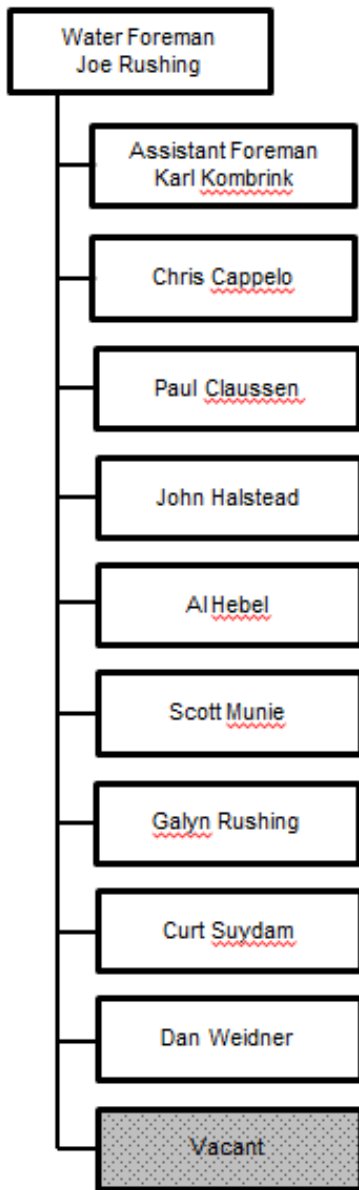 Water Foreman
Joe Rushing
Assistant Foreman
Karl Kombrink
Chris Cappelo
Paul Claussen
John Halstead
Al Hebel
Scott Munie
Galyn Rushing
Curt Suydam
Dan Weidner
Vacant